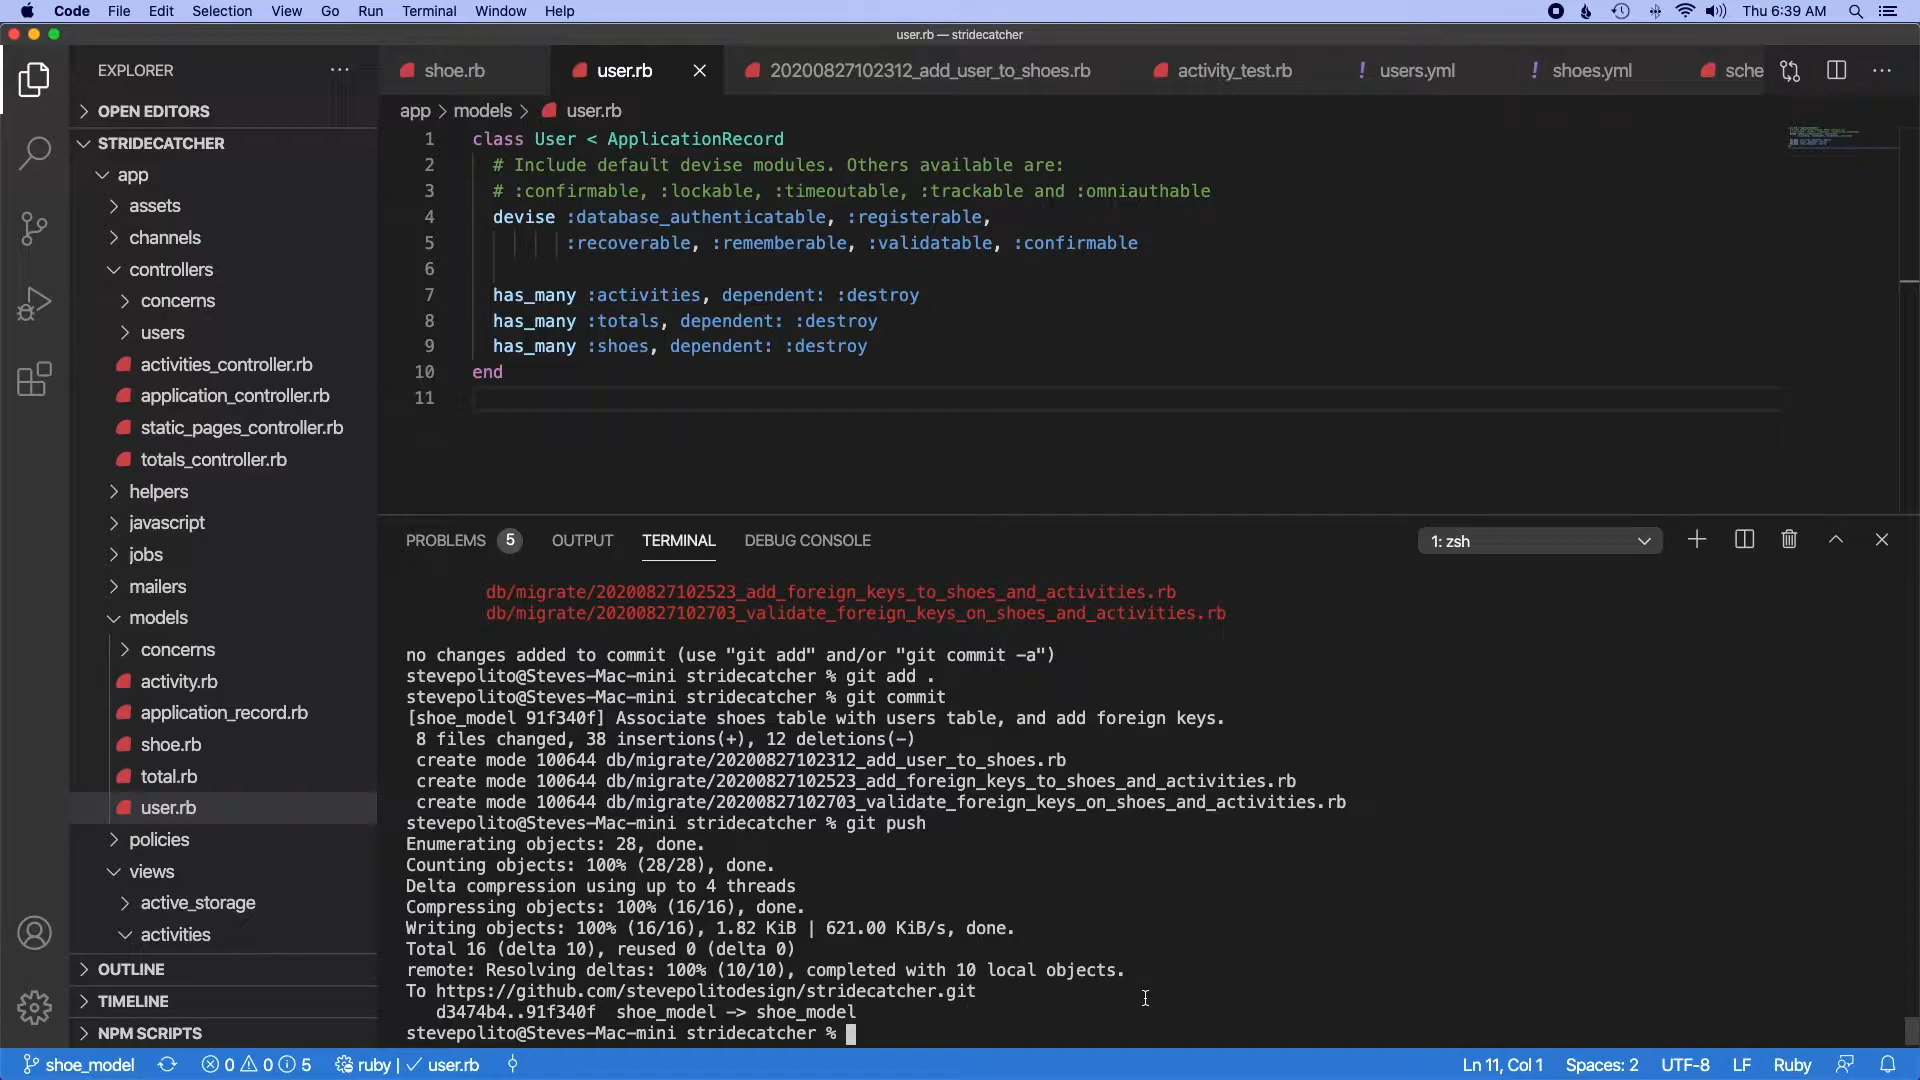 Code File Edit Selection View Go Run Terminal Window Help Thu 6:39 AM
user.rb — stridecatcher
EXPLORER
OPEN EDITORS
STRIDECATCHER
app
assets
channels
controllers
concerns
users
activities_controller.rb
application_controller.rb
static_pages_controller.rb
totals_controller.rb
helpers
javascript
jobs
mailers
models
concerns
activity.rb
application_record.rb
shoe.rb
total.rb
user.rb
policies
views
active_storage
activities
OUTLINE
TIMELINE
NPM SCRIPTS
shoe.rb user.rb 20200827102312_add_user_to_shoes.rb activity_test.rb ! users.yml ! shoes.yml sche
app > models > user.rb
1 class User < ApplicationRecord
2 # Include default devise modules. Others available are:
3 # :confirmable, :lockable, :timeoutable, :trackable and :omniauthable
4 devise :database_authenticatable, :registerable,
5 :recoverable, :rememberable, :validatable, :confirmable
6
7 has_many :activities, dependent: :destroy
8 has_many :totals, dependent: :destroy
9 has_many :shoes, dependent: :destroy
10 end
11
PROBLEMS 5 OUTPUT TERMINAL DEBUG CONSOLE 1: zsh
db/migrate/20200827102523_add_foreign_keys_to_shoes_and_activities.rb
db/migrate/20200827102703_validate_foreign_keys_on_shoes_and_activities.rb
no changes added to commit (use "git add" and/or "git commit -a")
stevepolito@Steves-Mac-mini stridecatcher % git add .
stevepolito@Steves-Mac-mini stridecatcher % git commit
[shoe_model 91f340f] Associate shoes table with users table, and add foreign keys.
8 files changed, 38 insertions(+), 12 deletions(-)
create mode 100644 db/migrate/20200827102312_add_user_to_shoes.rb
create mode 100644 db/migrate/20200827102523_add_foreign_keys_to_shoes_and_activities.rb
create mode 100644 db/migrate/20200827102703_validate_foreign_keys_on_shoes_and_activities.rb
stevepolito@Steves-Mac-mini stridecatcher % git push
Enumerating objects: 28, done.
Counting objects: 100% (28/28), done.
Delta compression using up to 4 threads
Compressing objects: 100% (16/16), done.
Writing objects: 100% (16/16), 1.82 KiB | 621.00 KiB/s, done.
Total 16 (delta 10), reused 0 (delta 0)
remote: Resolving deltas: 100% (10/10), completed with 10 local objects.
To https://github.com/stevepolitodesign/stridecatcher.git
d3474b4..91f340f shoe_model -> shoe_model
stevepolito@Steves-Mac-mini stridecatcher %
shoe_model 0 0 5 ruby | ✓ user.rb Ln 11, Col 1 Spaces: 2 UTF-8 LF Ruby